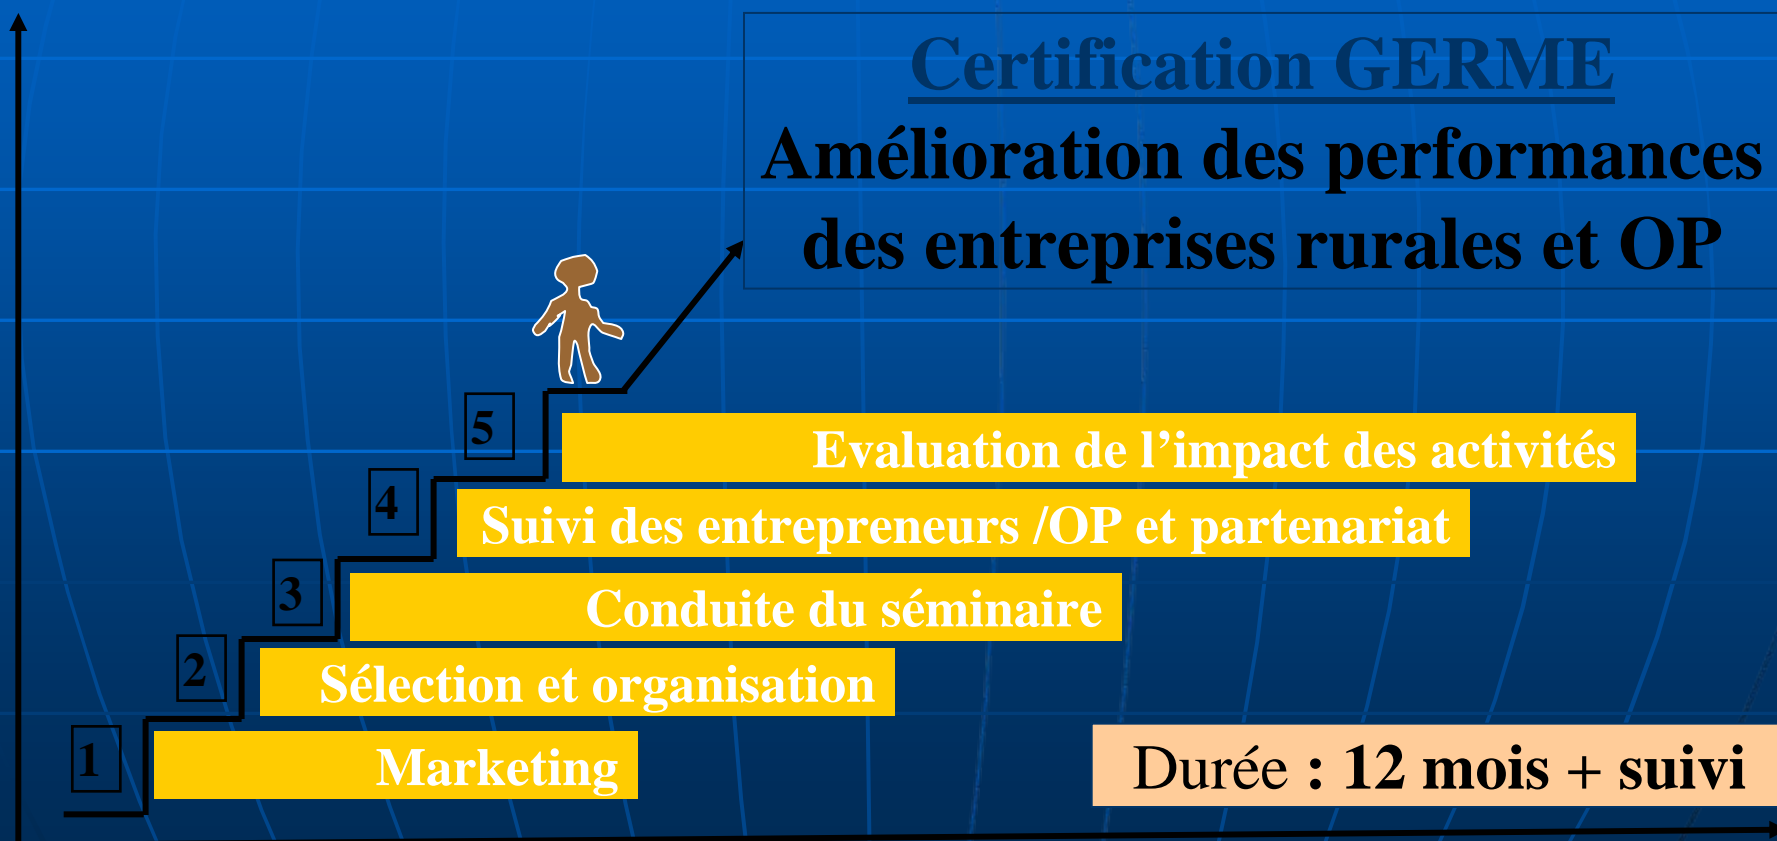 Certification GERME
Amélioration des performances
des entreprises rurales et OP
5
Evaluation de l’impact des activités
4
Suivi des entrepreneurs /OP et partenariat
3
Conduite du séminaire
2
Sélection et organisation
1
Marketing
Durée : 12 mois + suivi